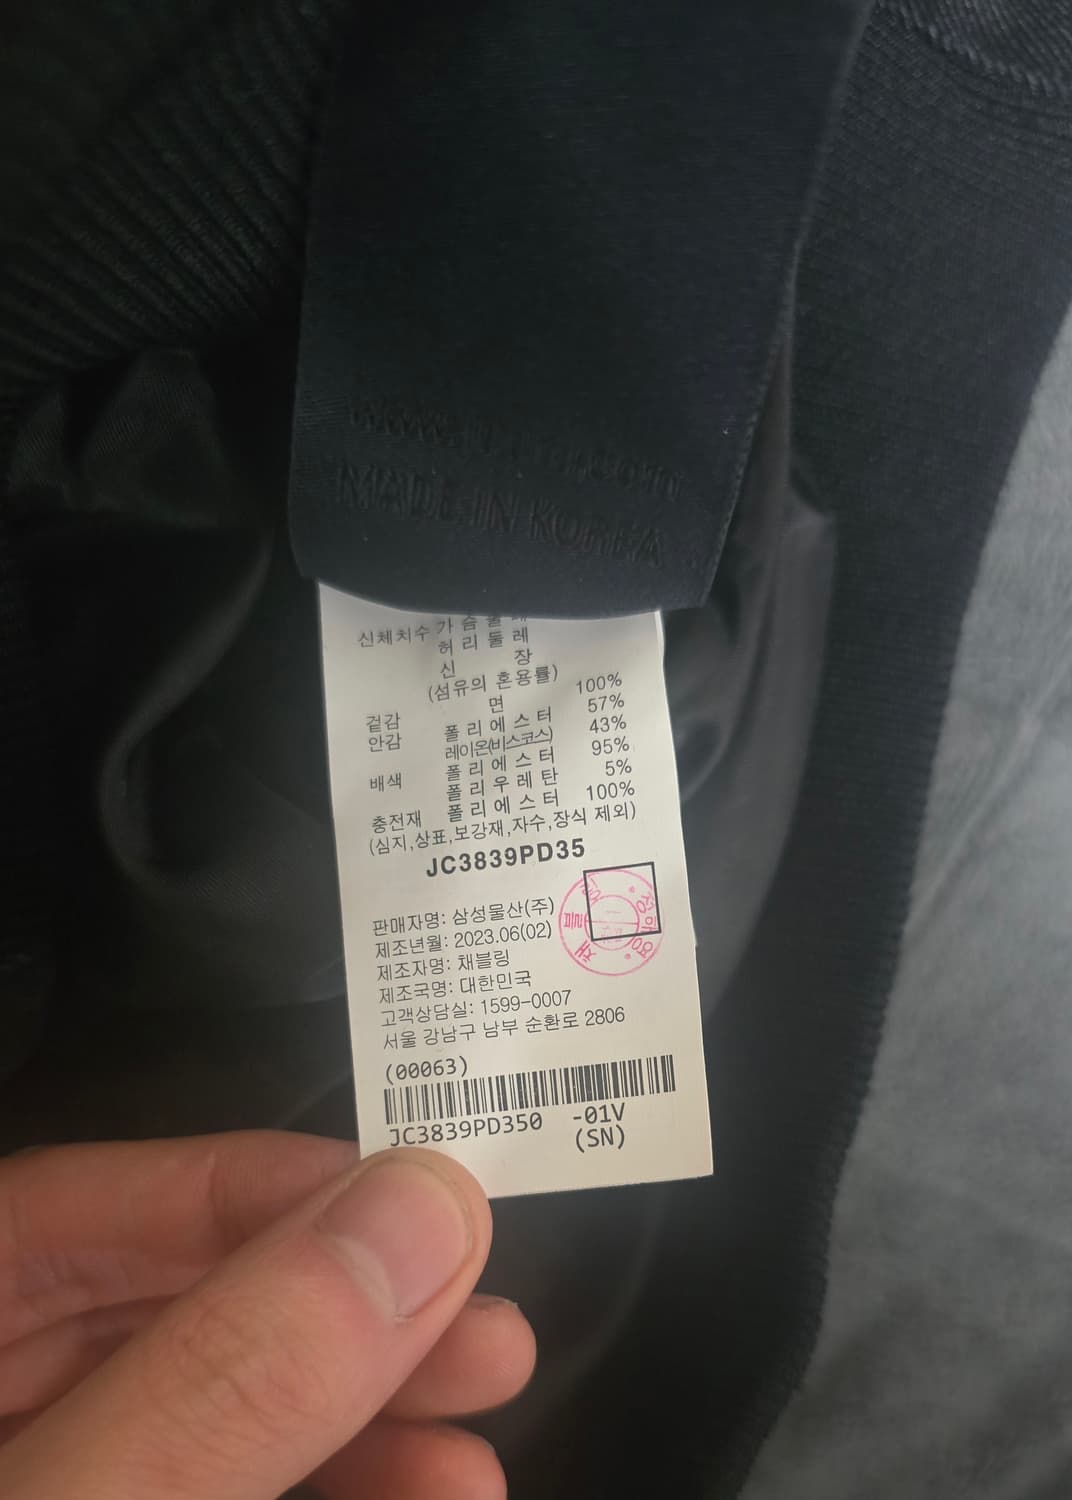 MADE IN KOREA
신체치수 가 슴 둘 레
허 리 둘 레
신 장
(섬유의 혼용률)
겉감 면 100%
안감 폴 리 에 스 터 57%
레이온(비스코스) 43%
배색 폴 리 에 스 터 95%
폴 리 우 레 탄 5%
충전재 폴 리 에 스 터 100%
(심지,상표,보강재,자수,장식 제외)
JC3839PD35
판매자명: 삼성물산(주)
제조년월: 2023.06(02)
제조자명: 채블링
제조국명: 대한민국
고객상담실: 1599-0007
서울 강남구 남부 순환로 2806
(00063)
JC3839PD350 -01V
(SN)